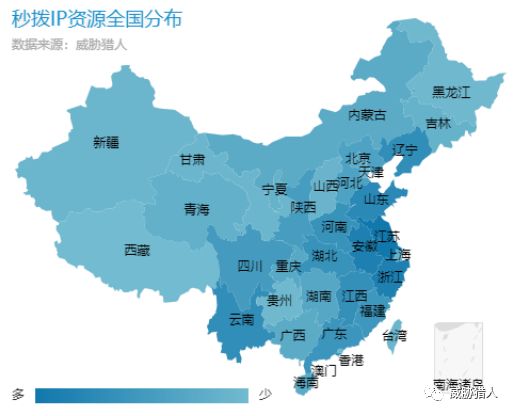 秒拨IP资源全国分布
数据来源：威胁猎人
黑龙江
内蒙古
吉林
新疆
辽宁
北京
甘肃
天津
宁夏
山西
河北
山东
青海
陕西
河南
江苏
安徽
西藏
上海
湖北
四川
重庆
浙江
湖南
江西
贵州
福建
云南
广东
台湾
广西
香港
澳门
海南
南海诸岛
多
少
威胁猎人